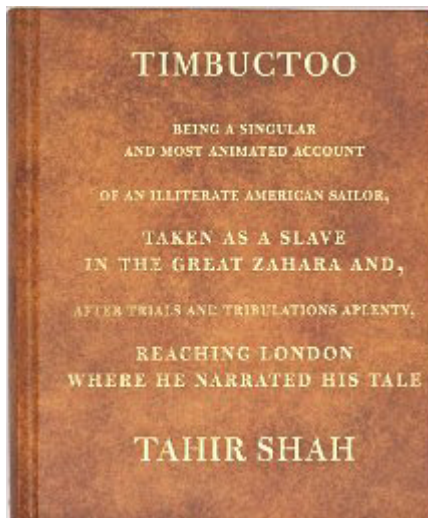 TIMBUCTOO
BEING A SINGULAR
AND MOST ANIMATED ACCOUNT
OF AN ILLITERATE AMERICAN SAILOR,
TAKEN AS A SLAVE
IN THE GREAT ZAHARA AND,
AFTER TRIALS AND TRIBULATIONS APLENTY,
REACHING LONDON
WHERE HE NARRATED HIS TALE
TAHIR SHAH